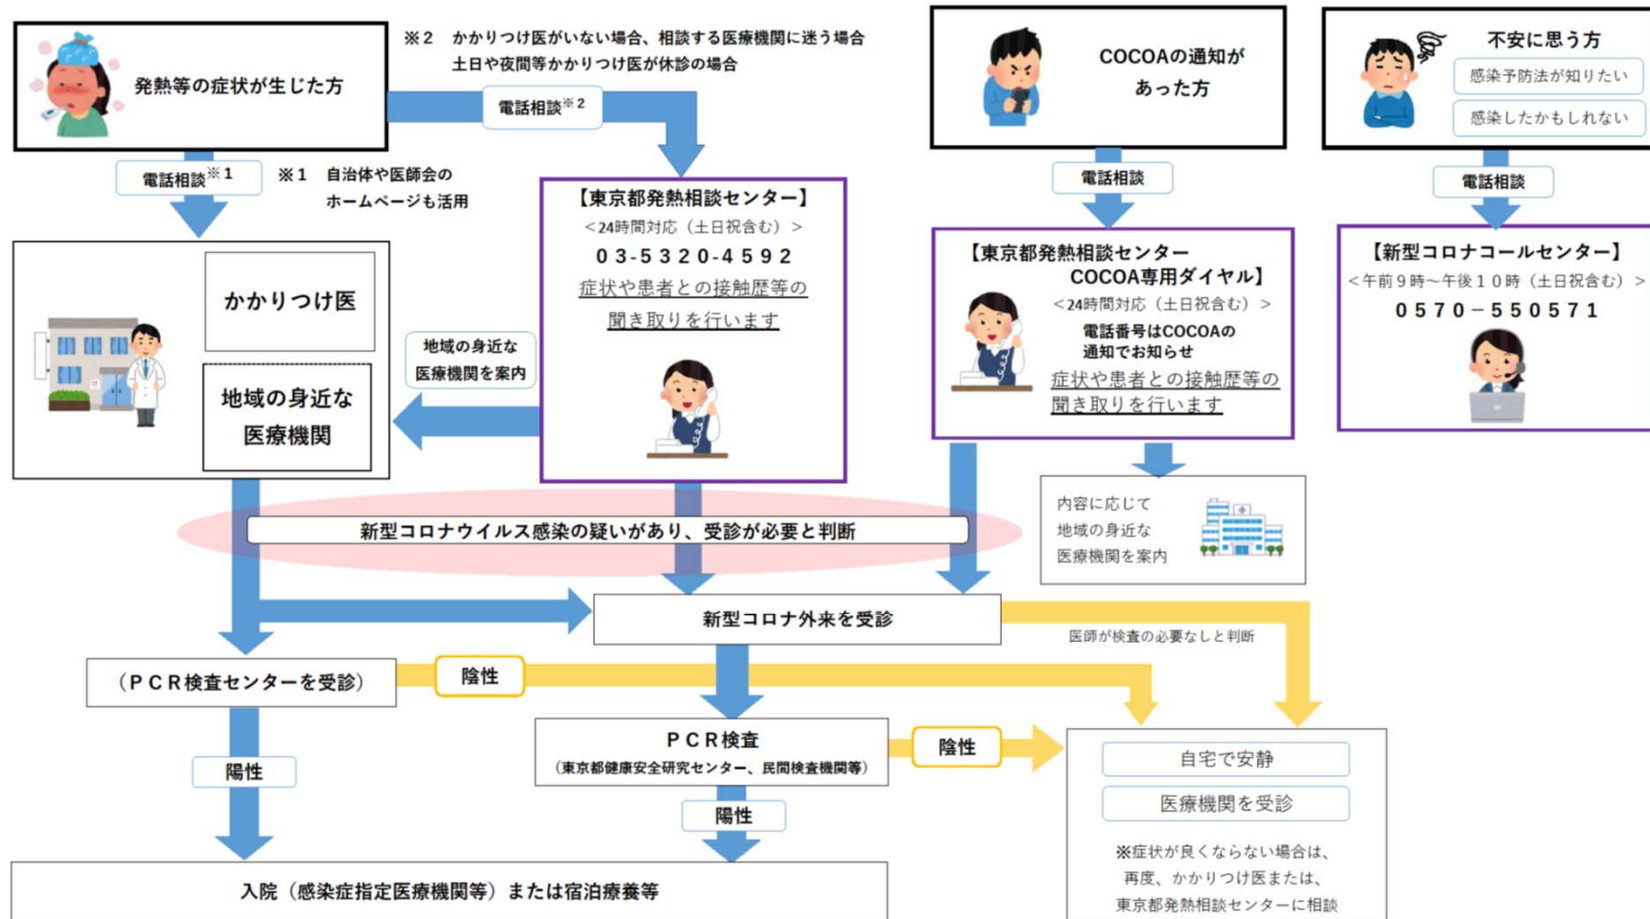 発熱等の症状が生じた方
※２　かかりつけ医がいない場合、相談する医療機関に迷う場合
土日や夜間等かかりつけ医が休診の場合
電話相談※２
電話相談※１
※１　自治体や医師会の
ホームページも活用
かかりつけ医
地域の身近な
医療機関
【東京都発熱相談センター】
＜24時間対応（土日祝含む）＞
０３-５３２０-４５９２
症状や患者との接触歴等の
聞き取りを行います
地域の身近な
医療機関を案内
COCOAの通知が
あった方
電話相談
【東京都発熱相談センター
COCOA専用ダイヤル】
＜24時間対応（土日祝含む）＞
電話番号はCOCOAの
通知でお知らせ
症状や患者との接触歴等の
聞き取りを行います
内容に応じて
地域の身近な
医療機関を案内
不安に思う方
感染予防法が知りたい
感染したかもしれない
電話相談
【新型コロナコールセンター】
＜午前９時～午後１０時（土日祝含む）＞
０５７０－５５０５７１
新型コロナウイルス感染の疑いがあり、受診が必要と判断
新型コロナ外来を受診
医師が検査の必要なしと判断
（ＰＣＲ検査センターを受診）
陰性
ＰＣＲ検査
（東京都健康安全研究センター、民間検査機関等）
陰性
陽性
陽性
自宅で安静
医療機関を受診
※症状が良くならない場合は、
再度、かかりつけ医または、
東京都発熱相談センターに相談
入院（感染症指定医療機関等）または宿泊療養等